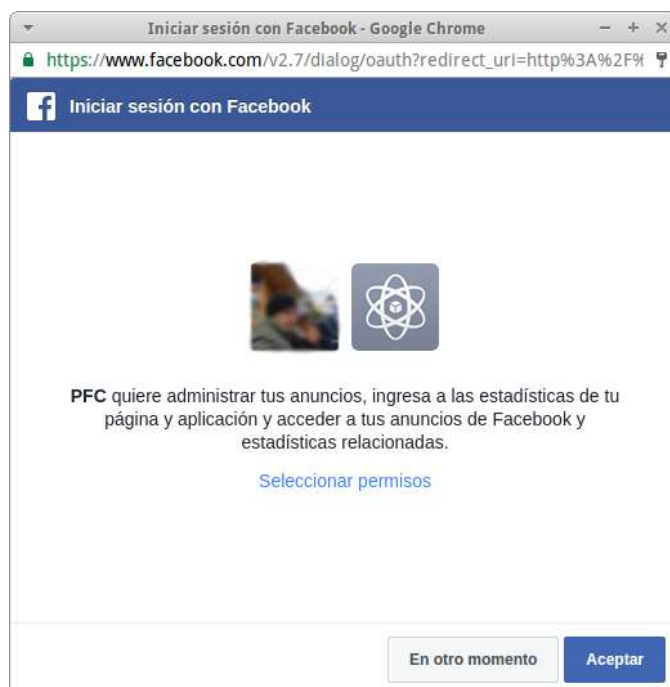 Iniciar sesión con Facebook - Google Chrome
https://www.facebook.com/v2.7/dialog/oauth?redirect_uri=http%3A%2F%
Iniciar sesión con Facebook
PFC quiere administrar tus anuncios, ingresa a las estadísticas de tu
página y aplicación y acceder a tus anuncios de Facebook y
estadísticas relacionadas.
Seleccionar permisos
En otro momento
Aceptar